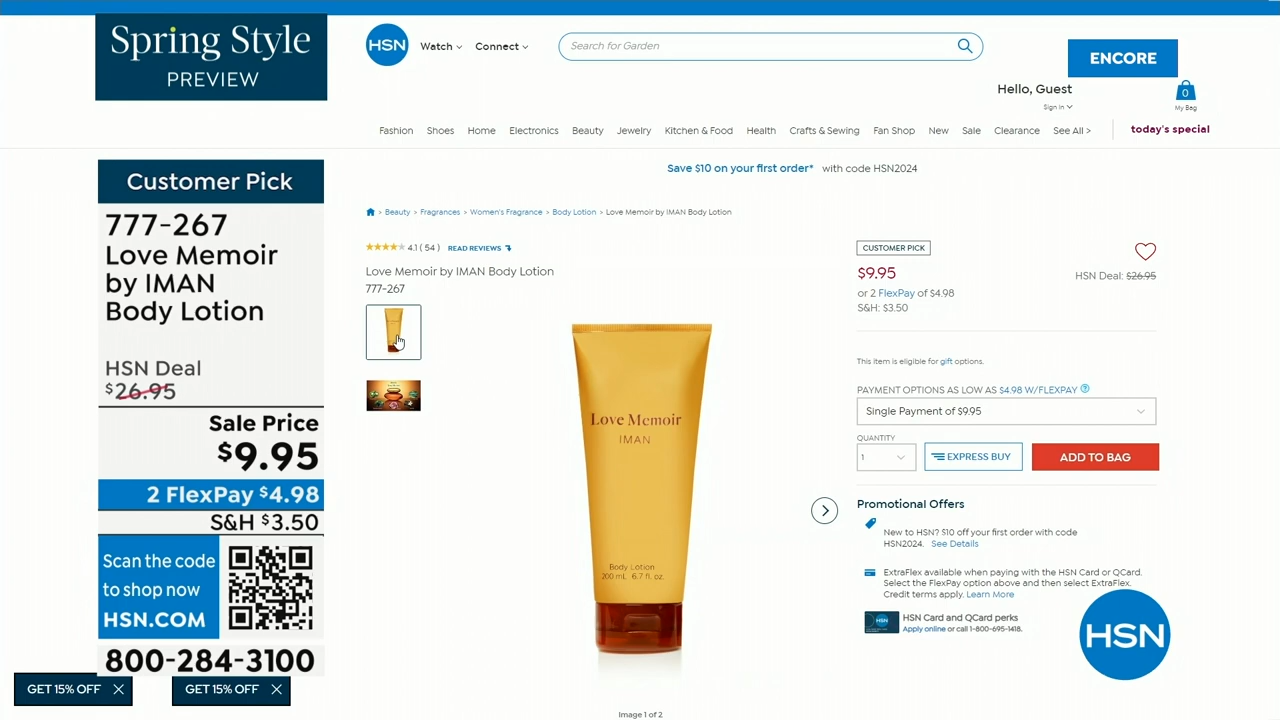 Spring Style
PREVIEW
HSN
Watch
Connect
Search for Garden
ENCORE
Hello, Guest
Sign in
0
My Bag
Fashion
Shoes
Home
Electronics
Beauty
Jewelry
Kitchen & Food
Health
Crafts & Sewing
Fan Shop
New
Sale
Clearance
See All >
today's special
Save $10 on your first order* with code HSN2024
Customer Pick
777-267
Love Memoir
by IMAN
Body Lotion
HSN Deal
$26.95
Sale Price
$9.95
2 FlexPay $4.98
S&H $3.50
Scan the code
to shop now
HSN.COM
800-284-3100
GET 15% OFF
GET 15% OFF
Beauty > Fragrances > Women's Fragrance > Body Lotion > Love Memoir by IMAN Body Lotion
4.1 ( 54 ) READ REVIEWS
Love Memoir by IMAN Body Lotion
777-267
Love Memoir
IMAN
Body Lotion
200 mL 6.7 fl. oz.
Image 1 of 2
CUSTOMER PICK
$9.95
HSN Deal: $26.95
or 2 FlexPay of $4.98
S&H: $3.50
This item is eligible for gift options.
PAYMENT OPTIONS AS LOW AS $4.98 W/FLEXPAY
Single Payment of $9.95
QUANTITY
1
EXPRESS BUY
ADD TO BAG
Promotional Offers
New to HSN? $10 off your first order with code
HSN2024. See Details
ExtraFlex available when paying with the HSN Card or QCard.
Select the FlexPay option above and then select ExtraFlex.
Credit terms apply. Learn More
HSN Card and QCard perks
Apply online or call 1-800-695-1418.
HSN